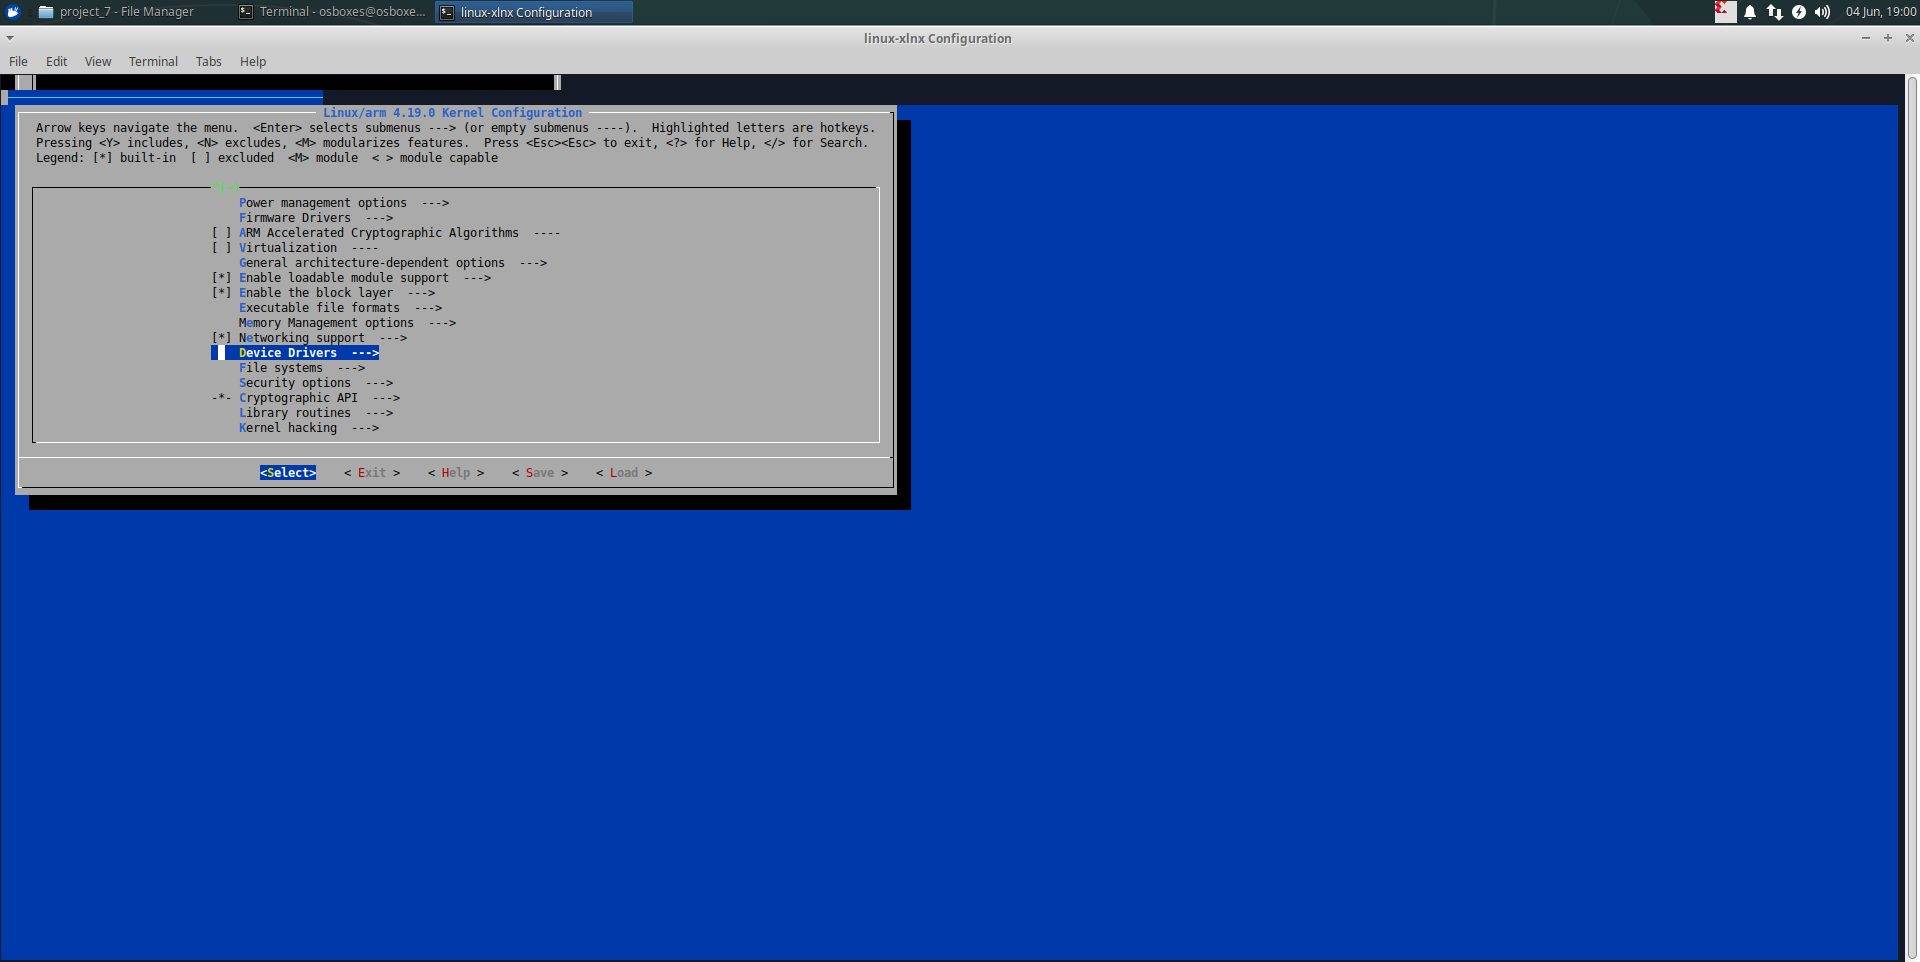 project_7 - File Manager
Terminal - osboxes@osboxe...
linux-xlnx Configuration
04 Jun, 19:00
linux-xlnx Configuration
File Edit View Terminal Tabs Help
Linux/arm 4.19.0 Kernel Configuration
Arrow keys navigate the menu.  <Enter> selects submenus ---> (or empty submenus ----).  Highlighted letters are hotkeys.
Pressing <Y> includes, <N> excludes, <M> modularizes features.  Press <Esc><Esc> to exit, <?> for Help, </> for Search.
Legend: [*] built-in  [ ] excluded  <M> module  < > module capable
^(-)
Power management options  --->
Firmware Drivers  --->
[ ] ARM Accelerated Cryptographic Algorithms  ----
[ ] Virtualization  ----
General architecture-dependent options  --->
[*] Enable loadable module support  --->
[*] Enable the block layer  --->
Executable file formats  --->
Memory Management options  --->
[*] Networking support  --->
Device Drivers  --->
File systems  --->
Security options  --->
-*- Cryptographic API  --->
Library routines  --->
Kernel hacking  --->
<Select>    < Exit >    < Help >    < Save >    < Load >